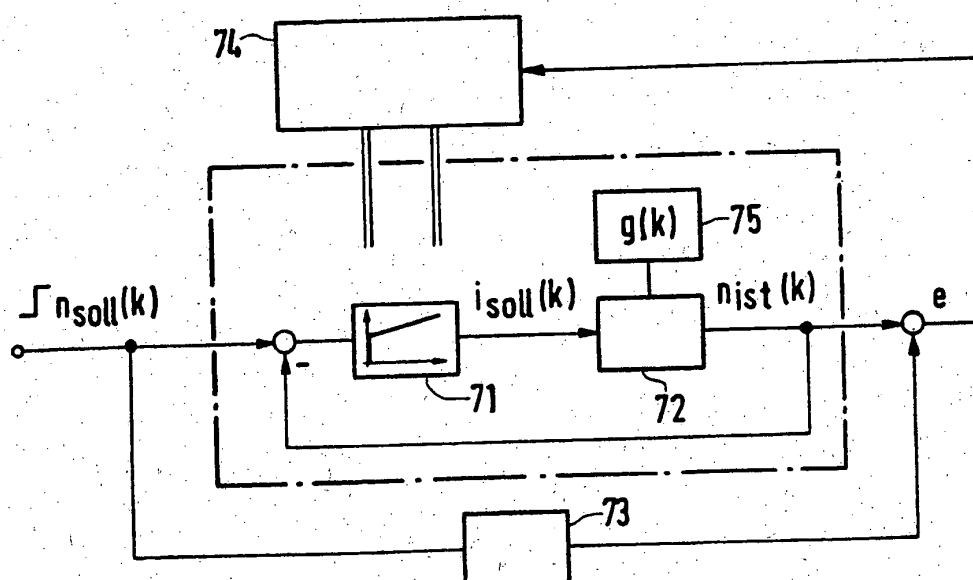 74
g(k)
75
n_soll(k)
i_soll(k)
n_ist(k)
e
-
71
72
73